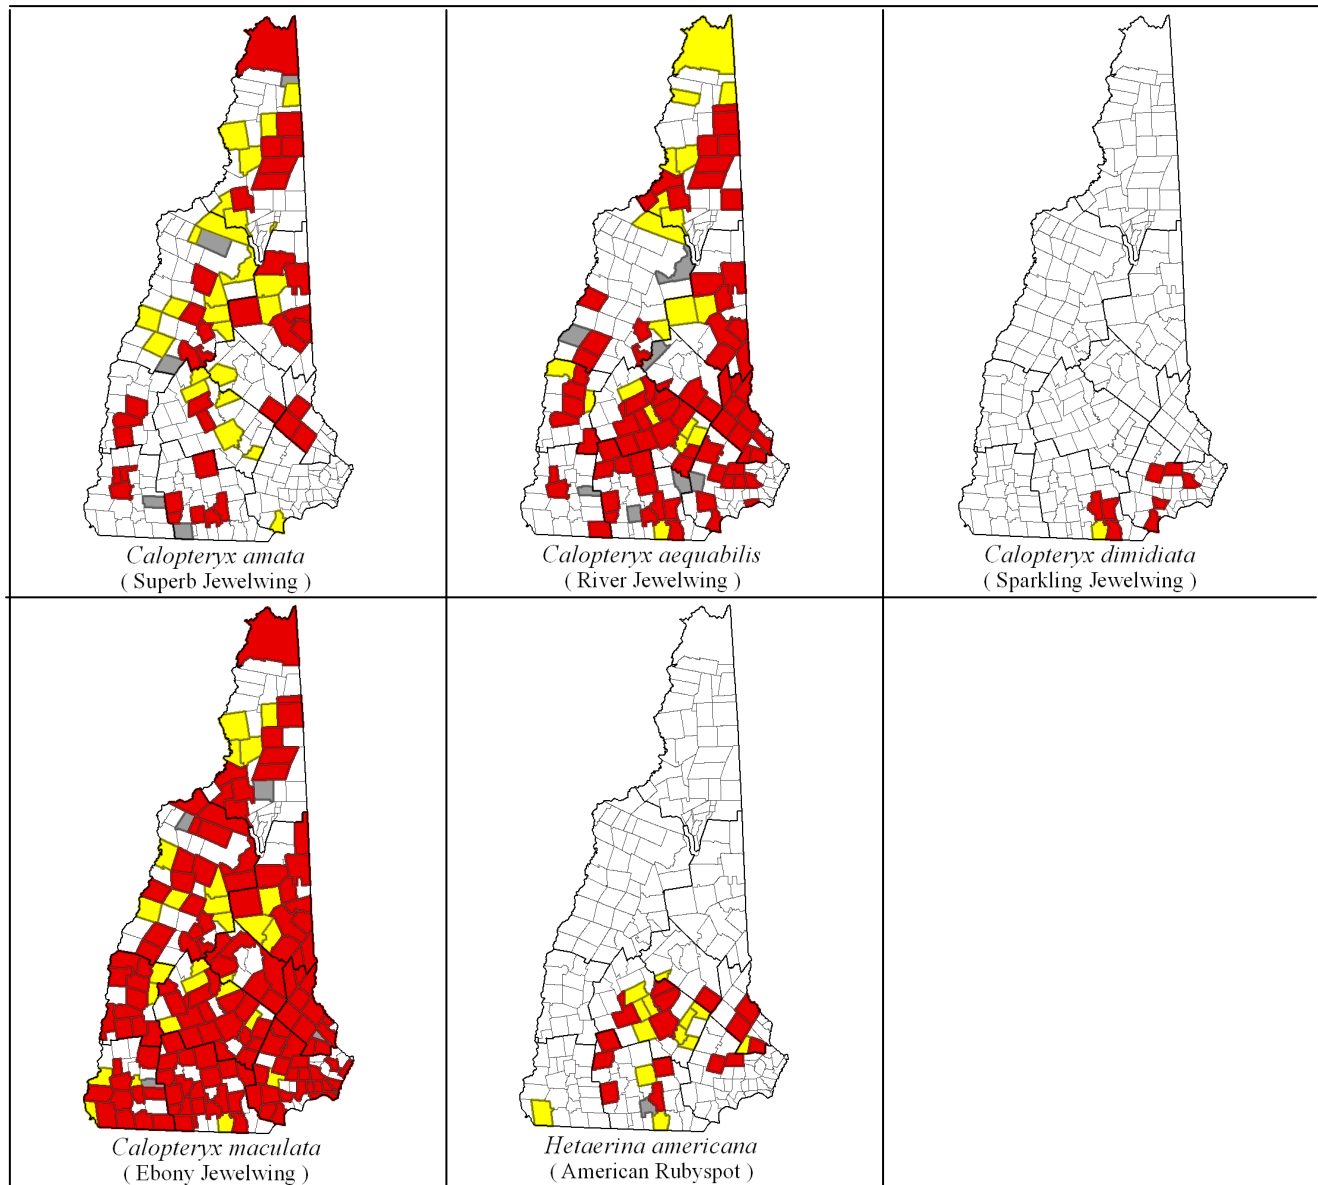 Calopteryx amata
( Superb Jewelwing )
Calopteryx aequabilis
( River Jewelwing )
Calopteryx dimidiata
( Sparkling Jewelwing )
Calopteryx maculata
( Ebony Jewelwing )
Hetaerina americana
( American Rubyspot )